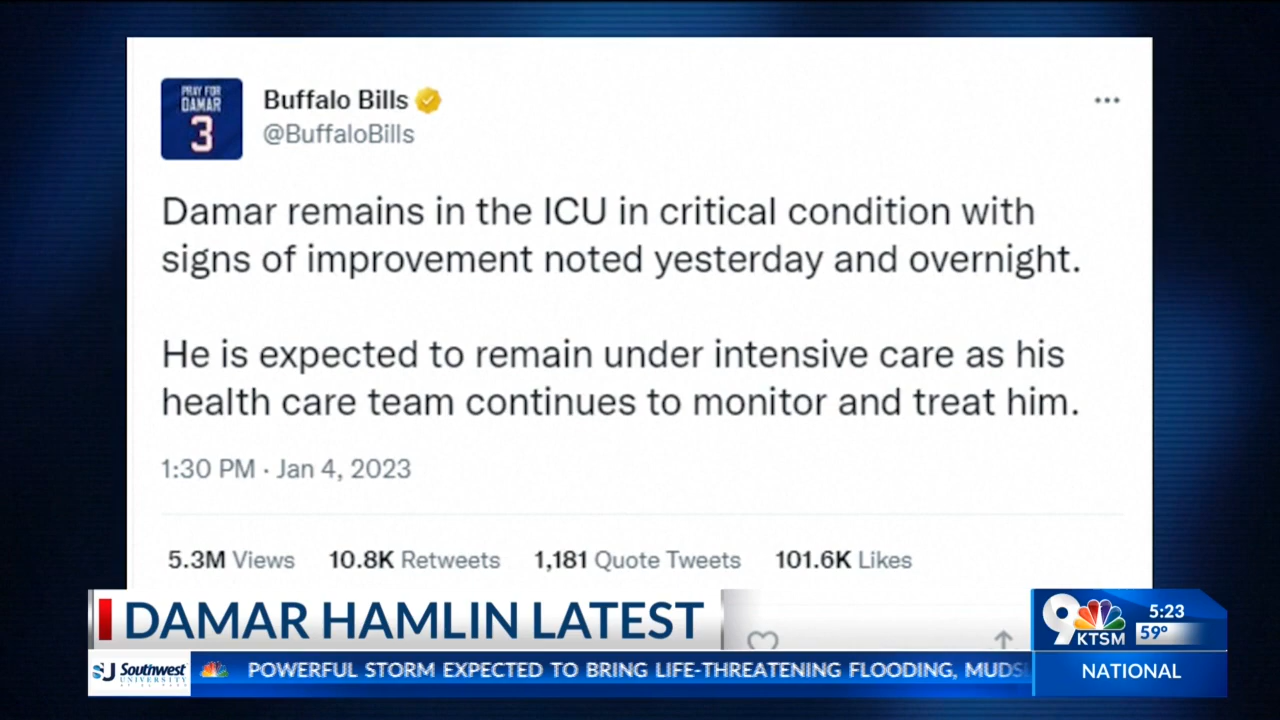 PRAY FOR
DAMAR
3
Buffalo Bills
@BuffaloBills
Damar remains in the ICU in critical condition with
signs of improvement noted yesterday and overnight.
He is expected to remain under intensive care as his
health care team continues to monitor and treat him.
1:30 PM · Jan 4, 2023
5.3M Views 10.8K Retweets 1,181 Quote Tweets 101.6K Likes
DAMAR HAMLIN LATEST
9 KTSM
5:23
59°
Southwest
UNIVERSITY
POWERFUL STORM EXPECTED TO BRING LIFE-THREATENING FLOODING, MUDS
NATIONAL